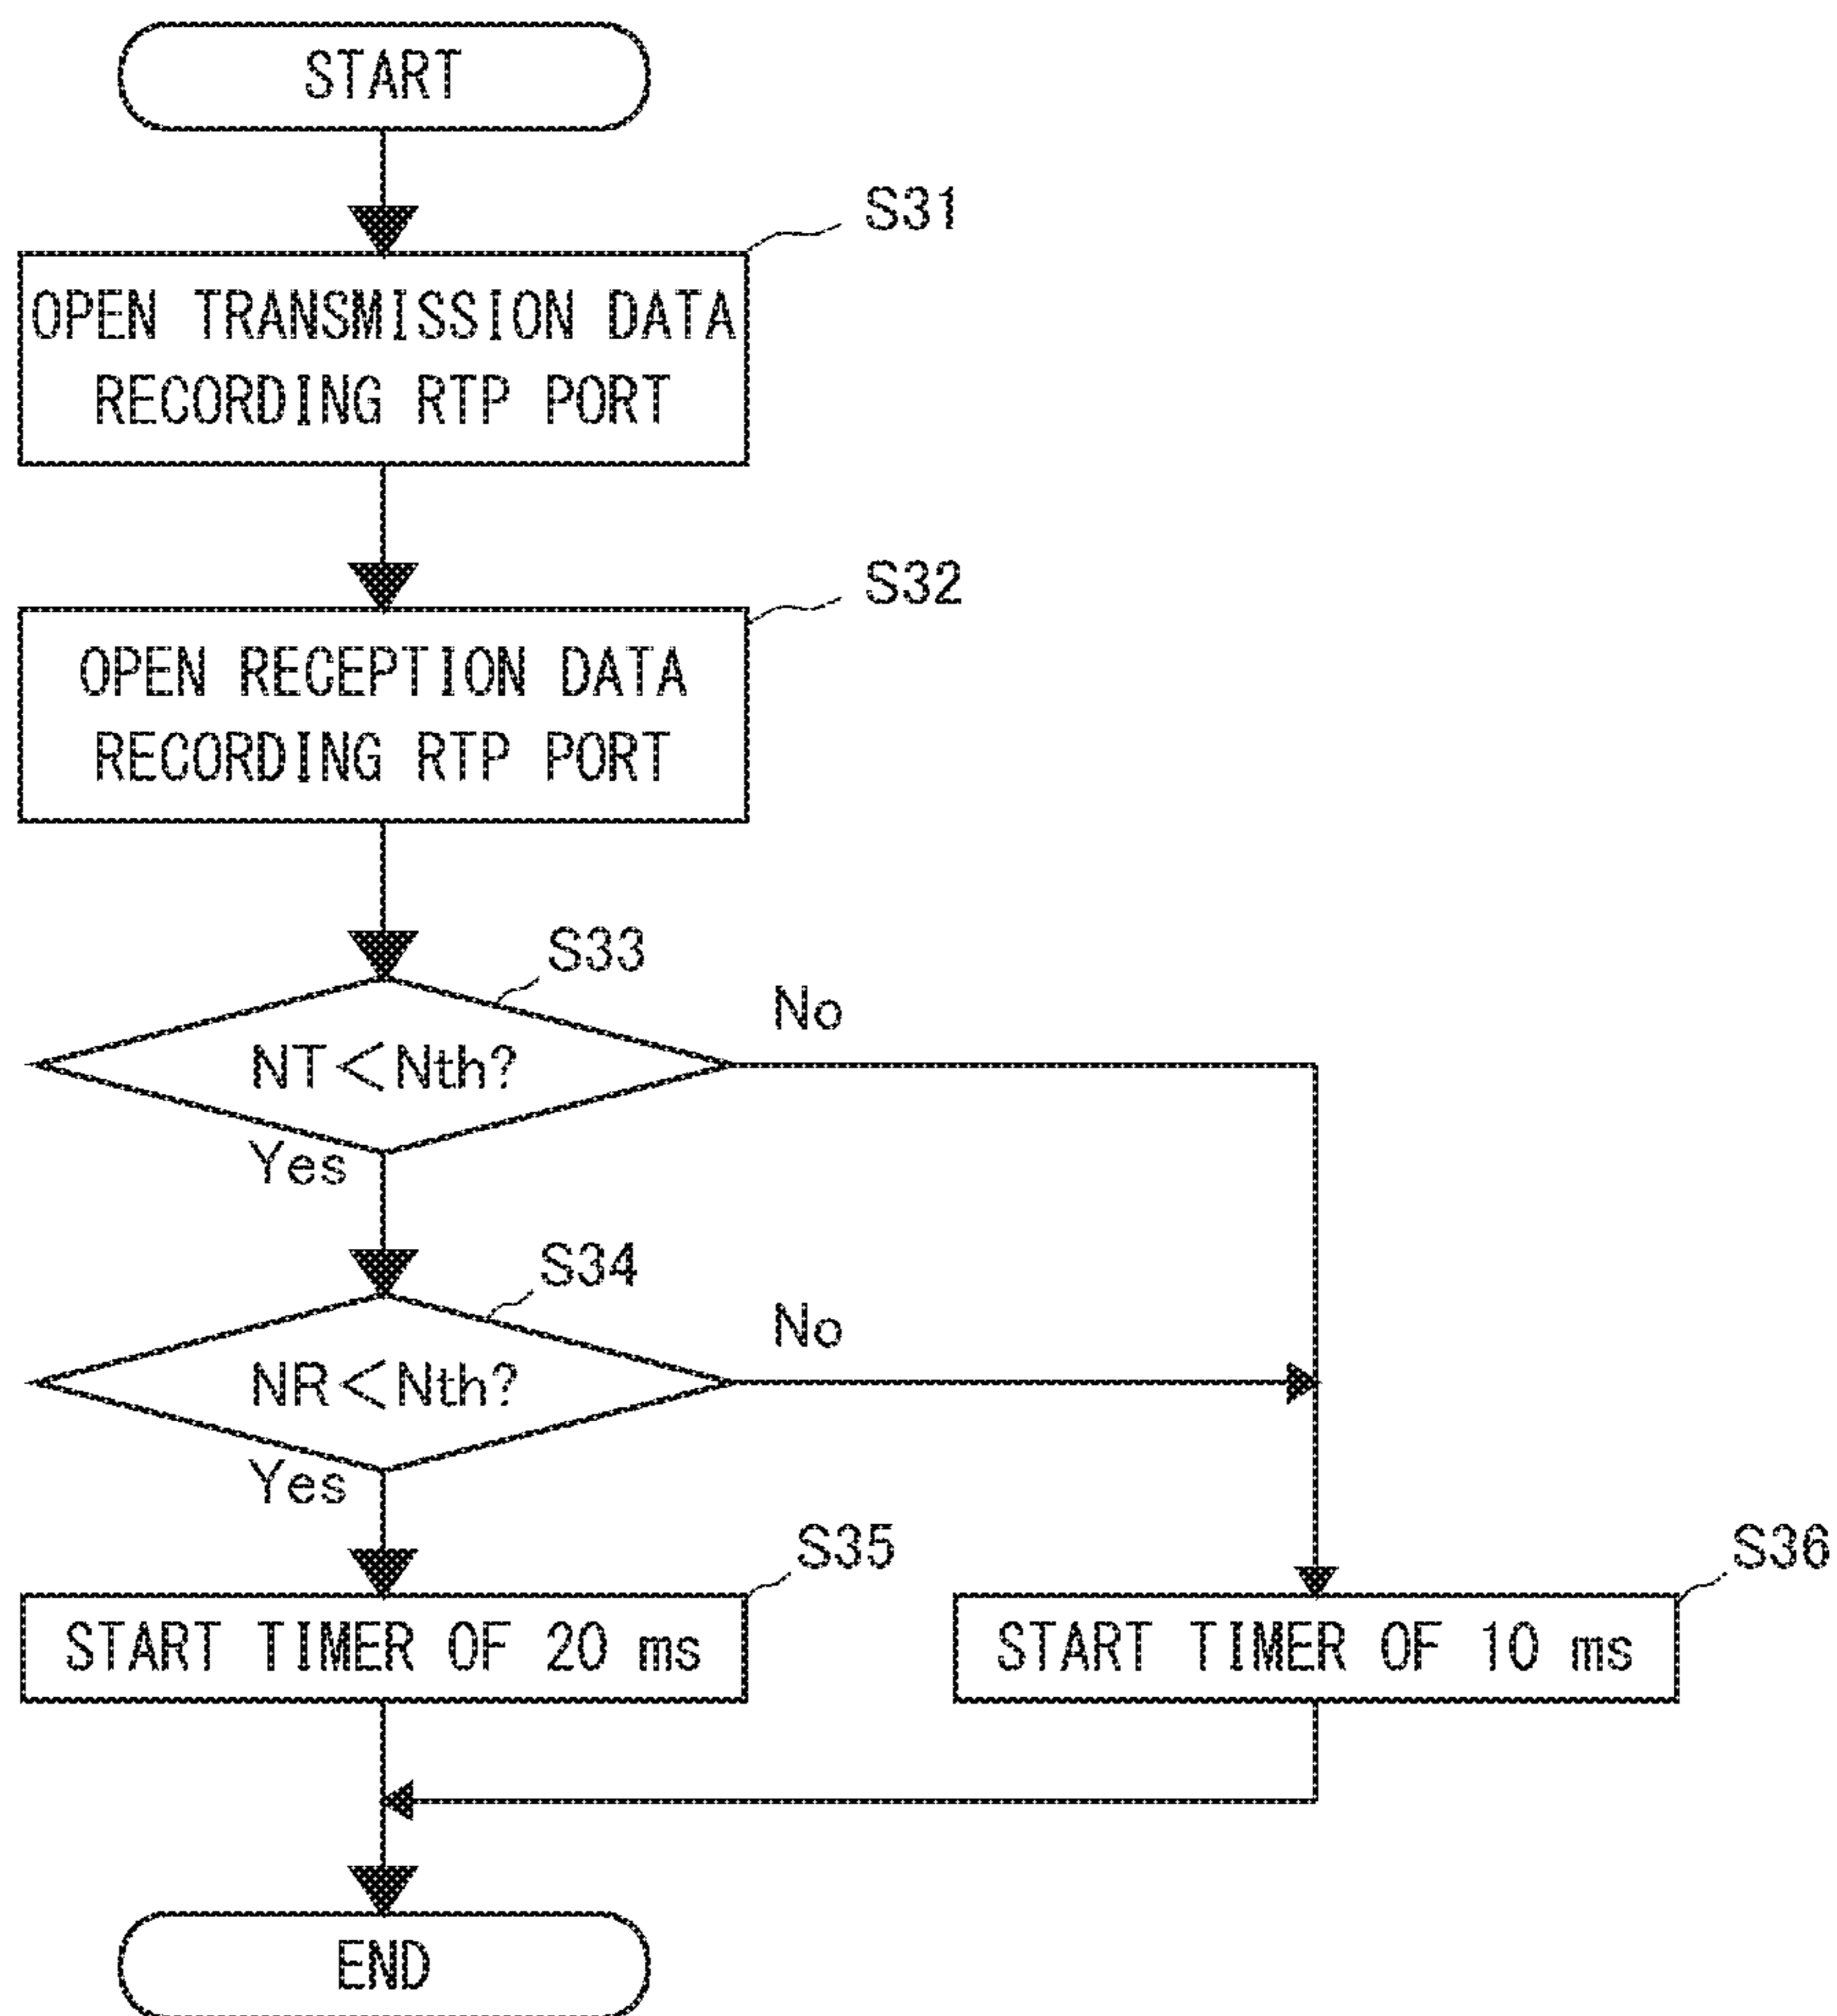 START
S31
OPEN TRANSMISSION DATA
RECORDING RTP PORT
S32
OPEN RECEPTION DATA
RECORDING RTP PORT
S33
No
NT<Nth?
Yes
S34
No
NR<Nth?
Yes
S35
S36
START TIMER OF 20 ms
START TIMER OF 10 ms
END